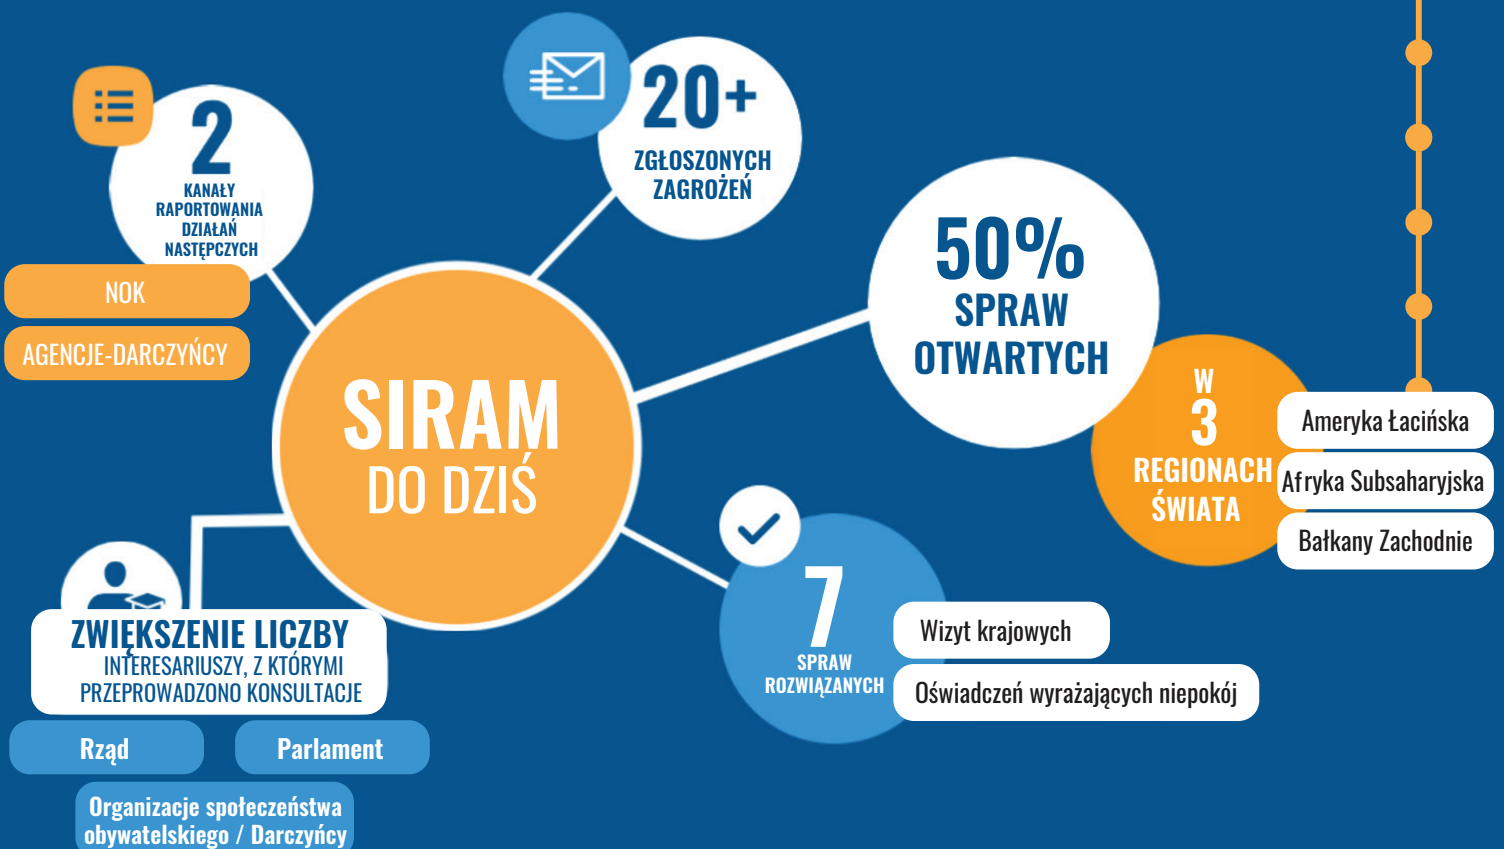 2
KANAŁY
RAPORTOWANIA
DZIAŁAŃ
NASTĘPCZYCH
NOK
AGENCJE-DARCZYŃCY
20+
ZGŁOSZONYCH
ZAGROŻEŃ
50%
SPRAW
OTWARTYCH
W
3
REGIONACH
ŚWIATA
Ameryka Łacińska
Afryka Subsaharyjska
Bałkany Zachodnie
SIRAM
DO DZIŚ
7
SPRAW
ROZWIĄZANYCH
Wizyt krajowych
Oświadczeń wyrażających niepokój
ZWIĘKSZENIE LICZBY
INTERESARIUSZY, Z KTÓRYMI
PRZEPROWADZONO KONSULTACJE
Rząd
Parlament
Organizacje społeczeństwa
obywatelskiego / Darczyńcy